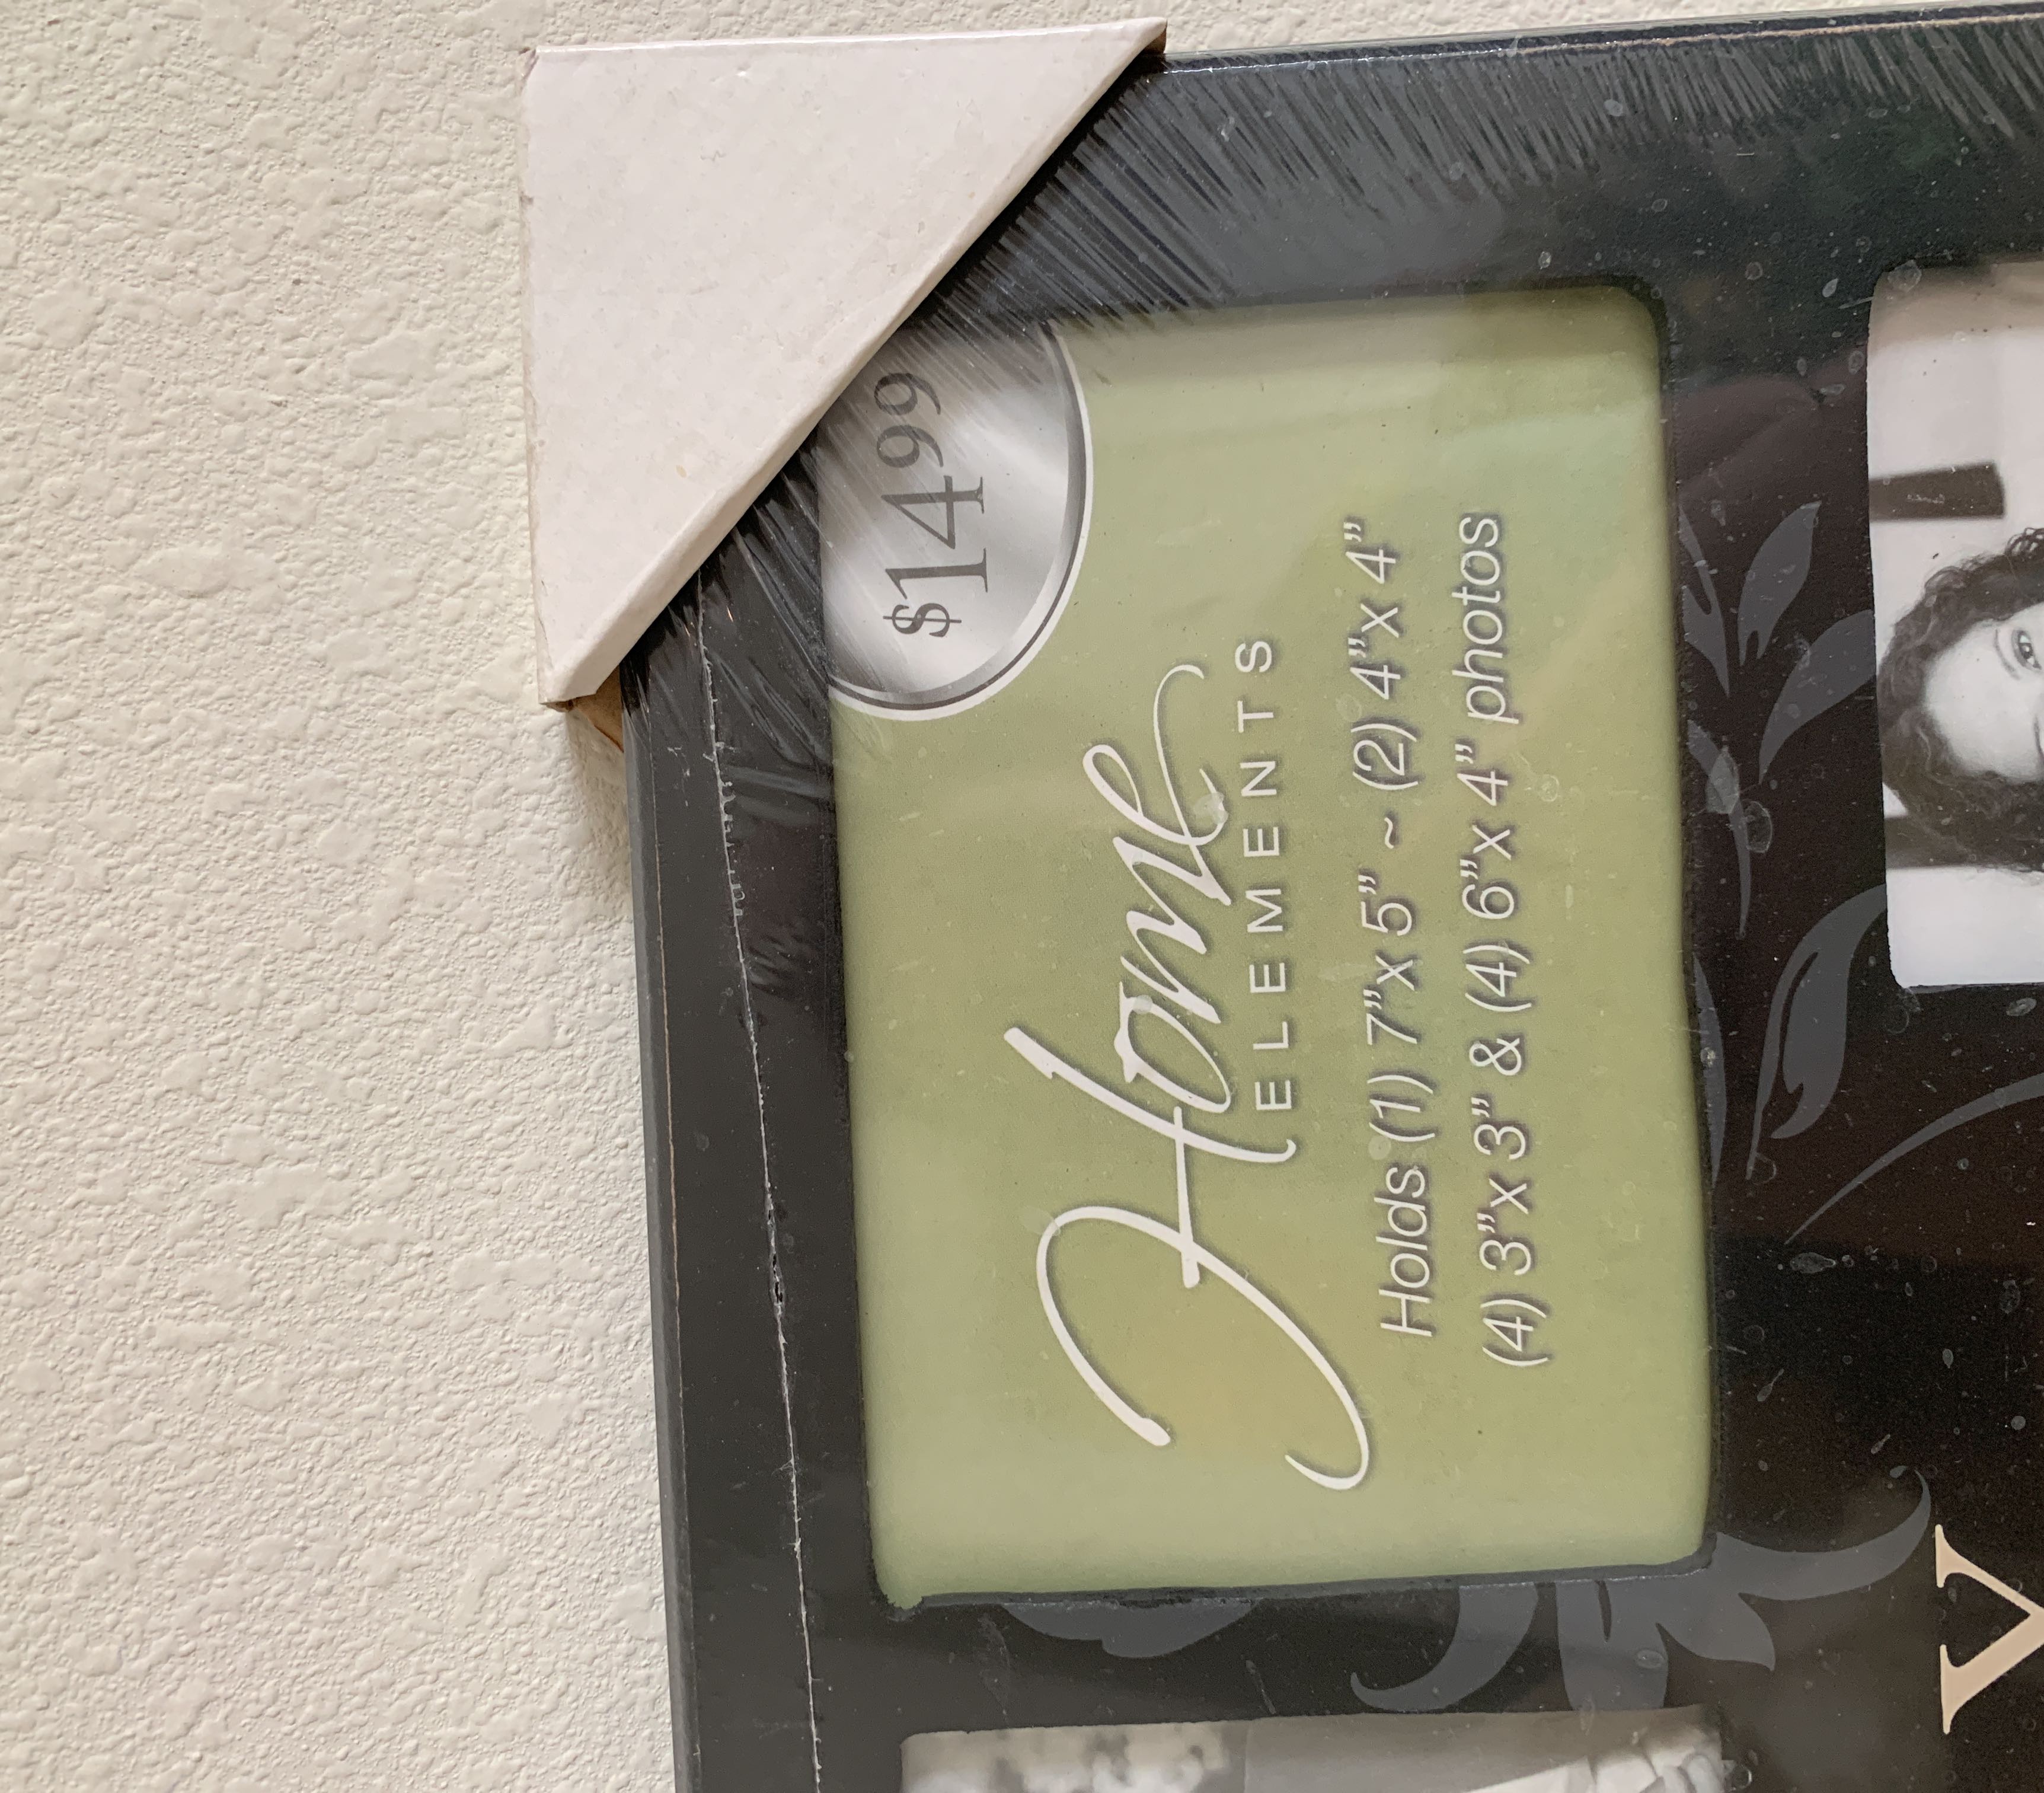 $14.99
Home
ELEMENTS
Holds (1) 7”x 5” ~ (2) 4”x 4”
(4) 3”x 3” & (4) 6”x 4” photos